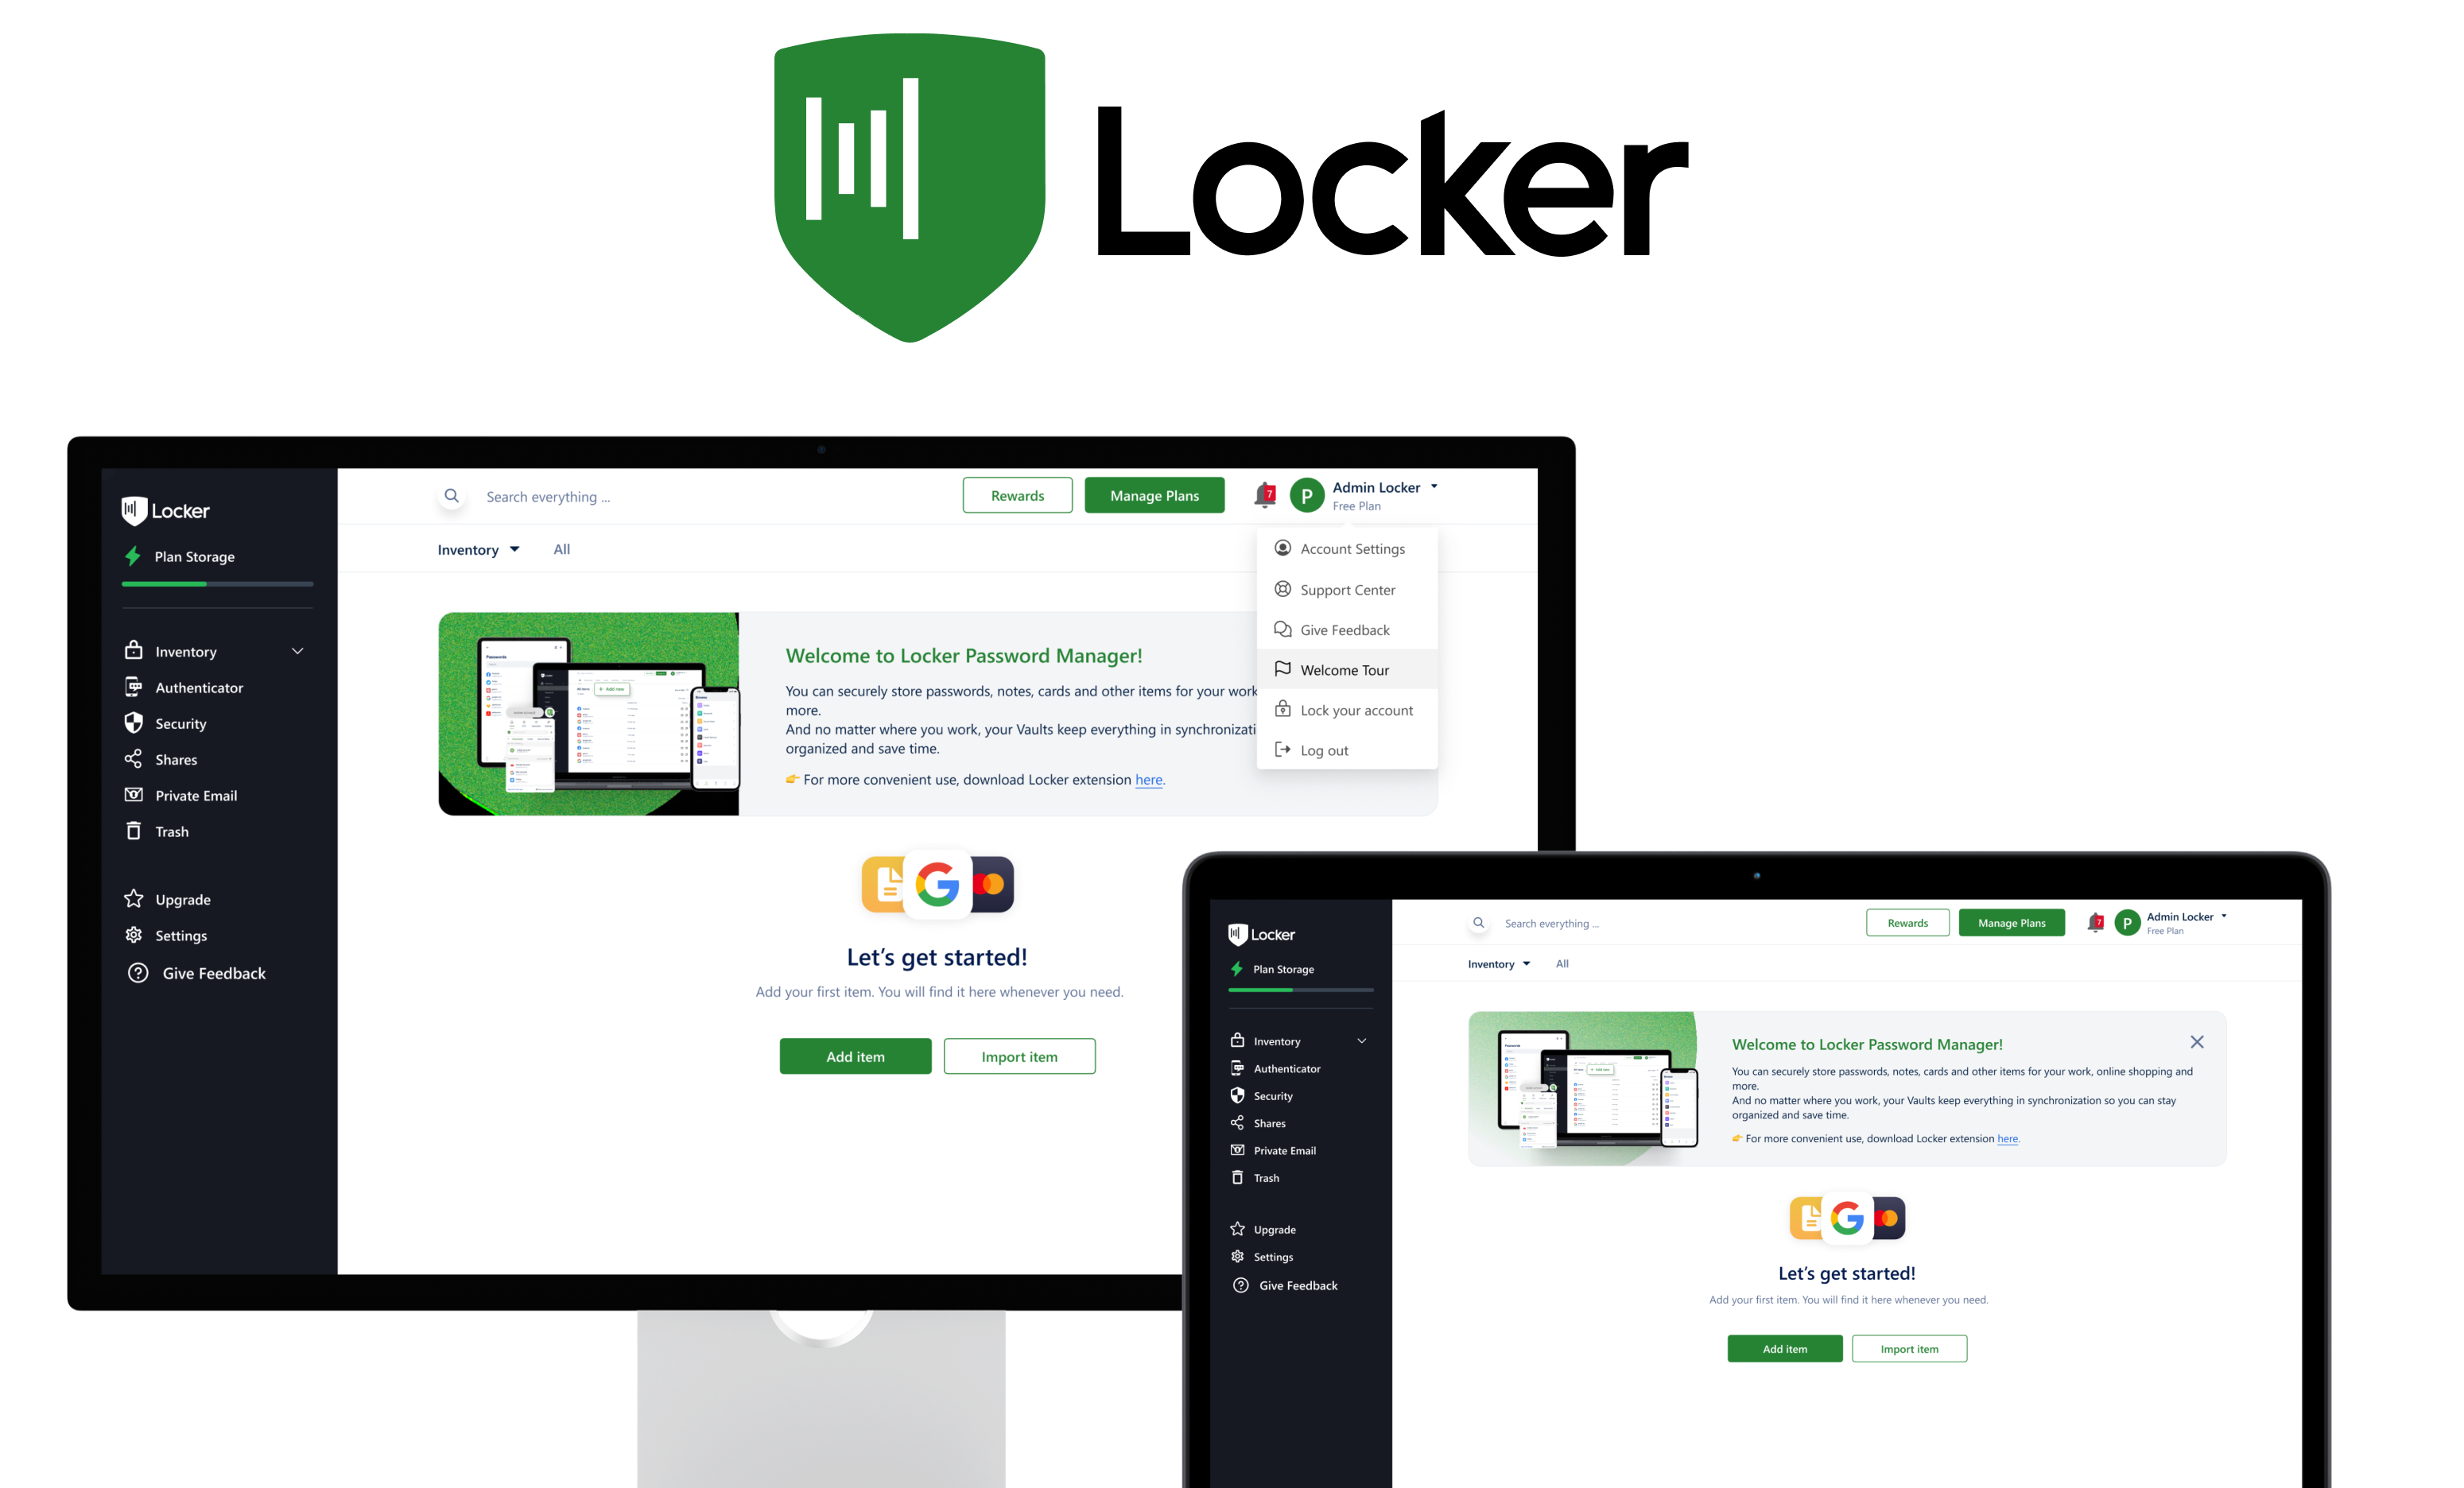 Locker
Locker
Plan Storage
Inventory
Authenticator
Security
Shares
Private Email
Trash
Upgrade
Settings
Give Feedback
Search everything ...
Rewards
Manage Plans
7
P
Admin Locker
Free Plan
Inventory
All
Account Settings
Support Center
Give Feedback
Welcome Tour
Lock your account
Log out
Welcome to Locker Password Manager!
You can securely store passwords, notes, cards and other items for your work
more.
And no matter where you work, your Vaults keep everything in synchronizati
organized and save time.
👉 For more convenient use, download Locker extension here.
Passwords
+ Add new
Let's get started!
Add your first item. You will find it here whenever you need.
Add item
Import item
Locker
Plan Storage
Inventory
Authenticator
Security
Shares
Private Email
Trash
Upgrade
Settings
Give Feedback
Search everything ...
Rewards
Manage Plans
7
P
Admin Locker
Free Plan
Inventory
All
Welcome to Locker Password Manager!
You can securely store passwords, notes, cards and other items for your work, online shopping and
more.
And no matter where you work, your Vaults keep everything in synchronization so you can stay
organized and save time.
👉 For more convenient use, download Locker extension here.
+ Add new
Let's get started!
Add your first item. You will find it here whenever you need.
Add item
Import item